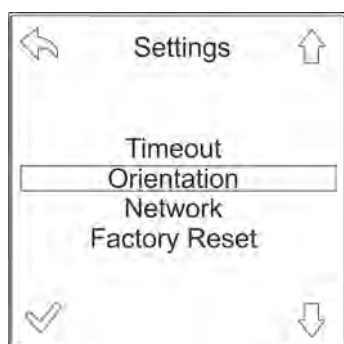 Settings
Timeout
Orientation
Network
Factory Reset